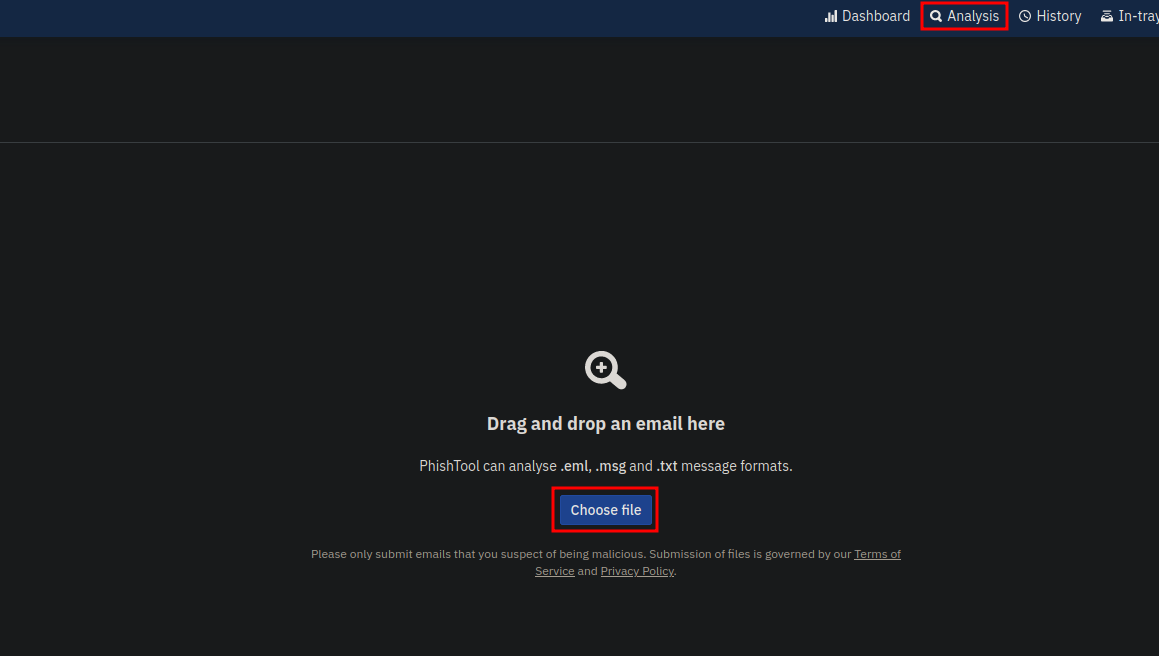 Dashboard Analysis History In-tray
Drag and drop an email here
PhishTool can analyse .eml, .msg and .txt message formats.
Choose file
Please only submit emails that you suspect of being malicious. Submission of files is governed by our Terms of
Service and Privacy Policy.